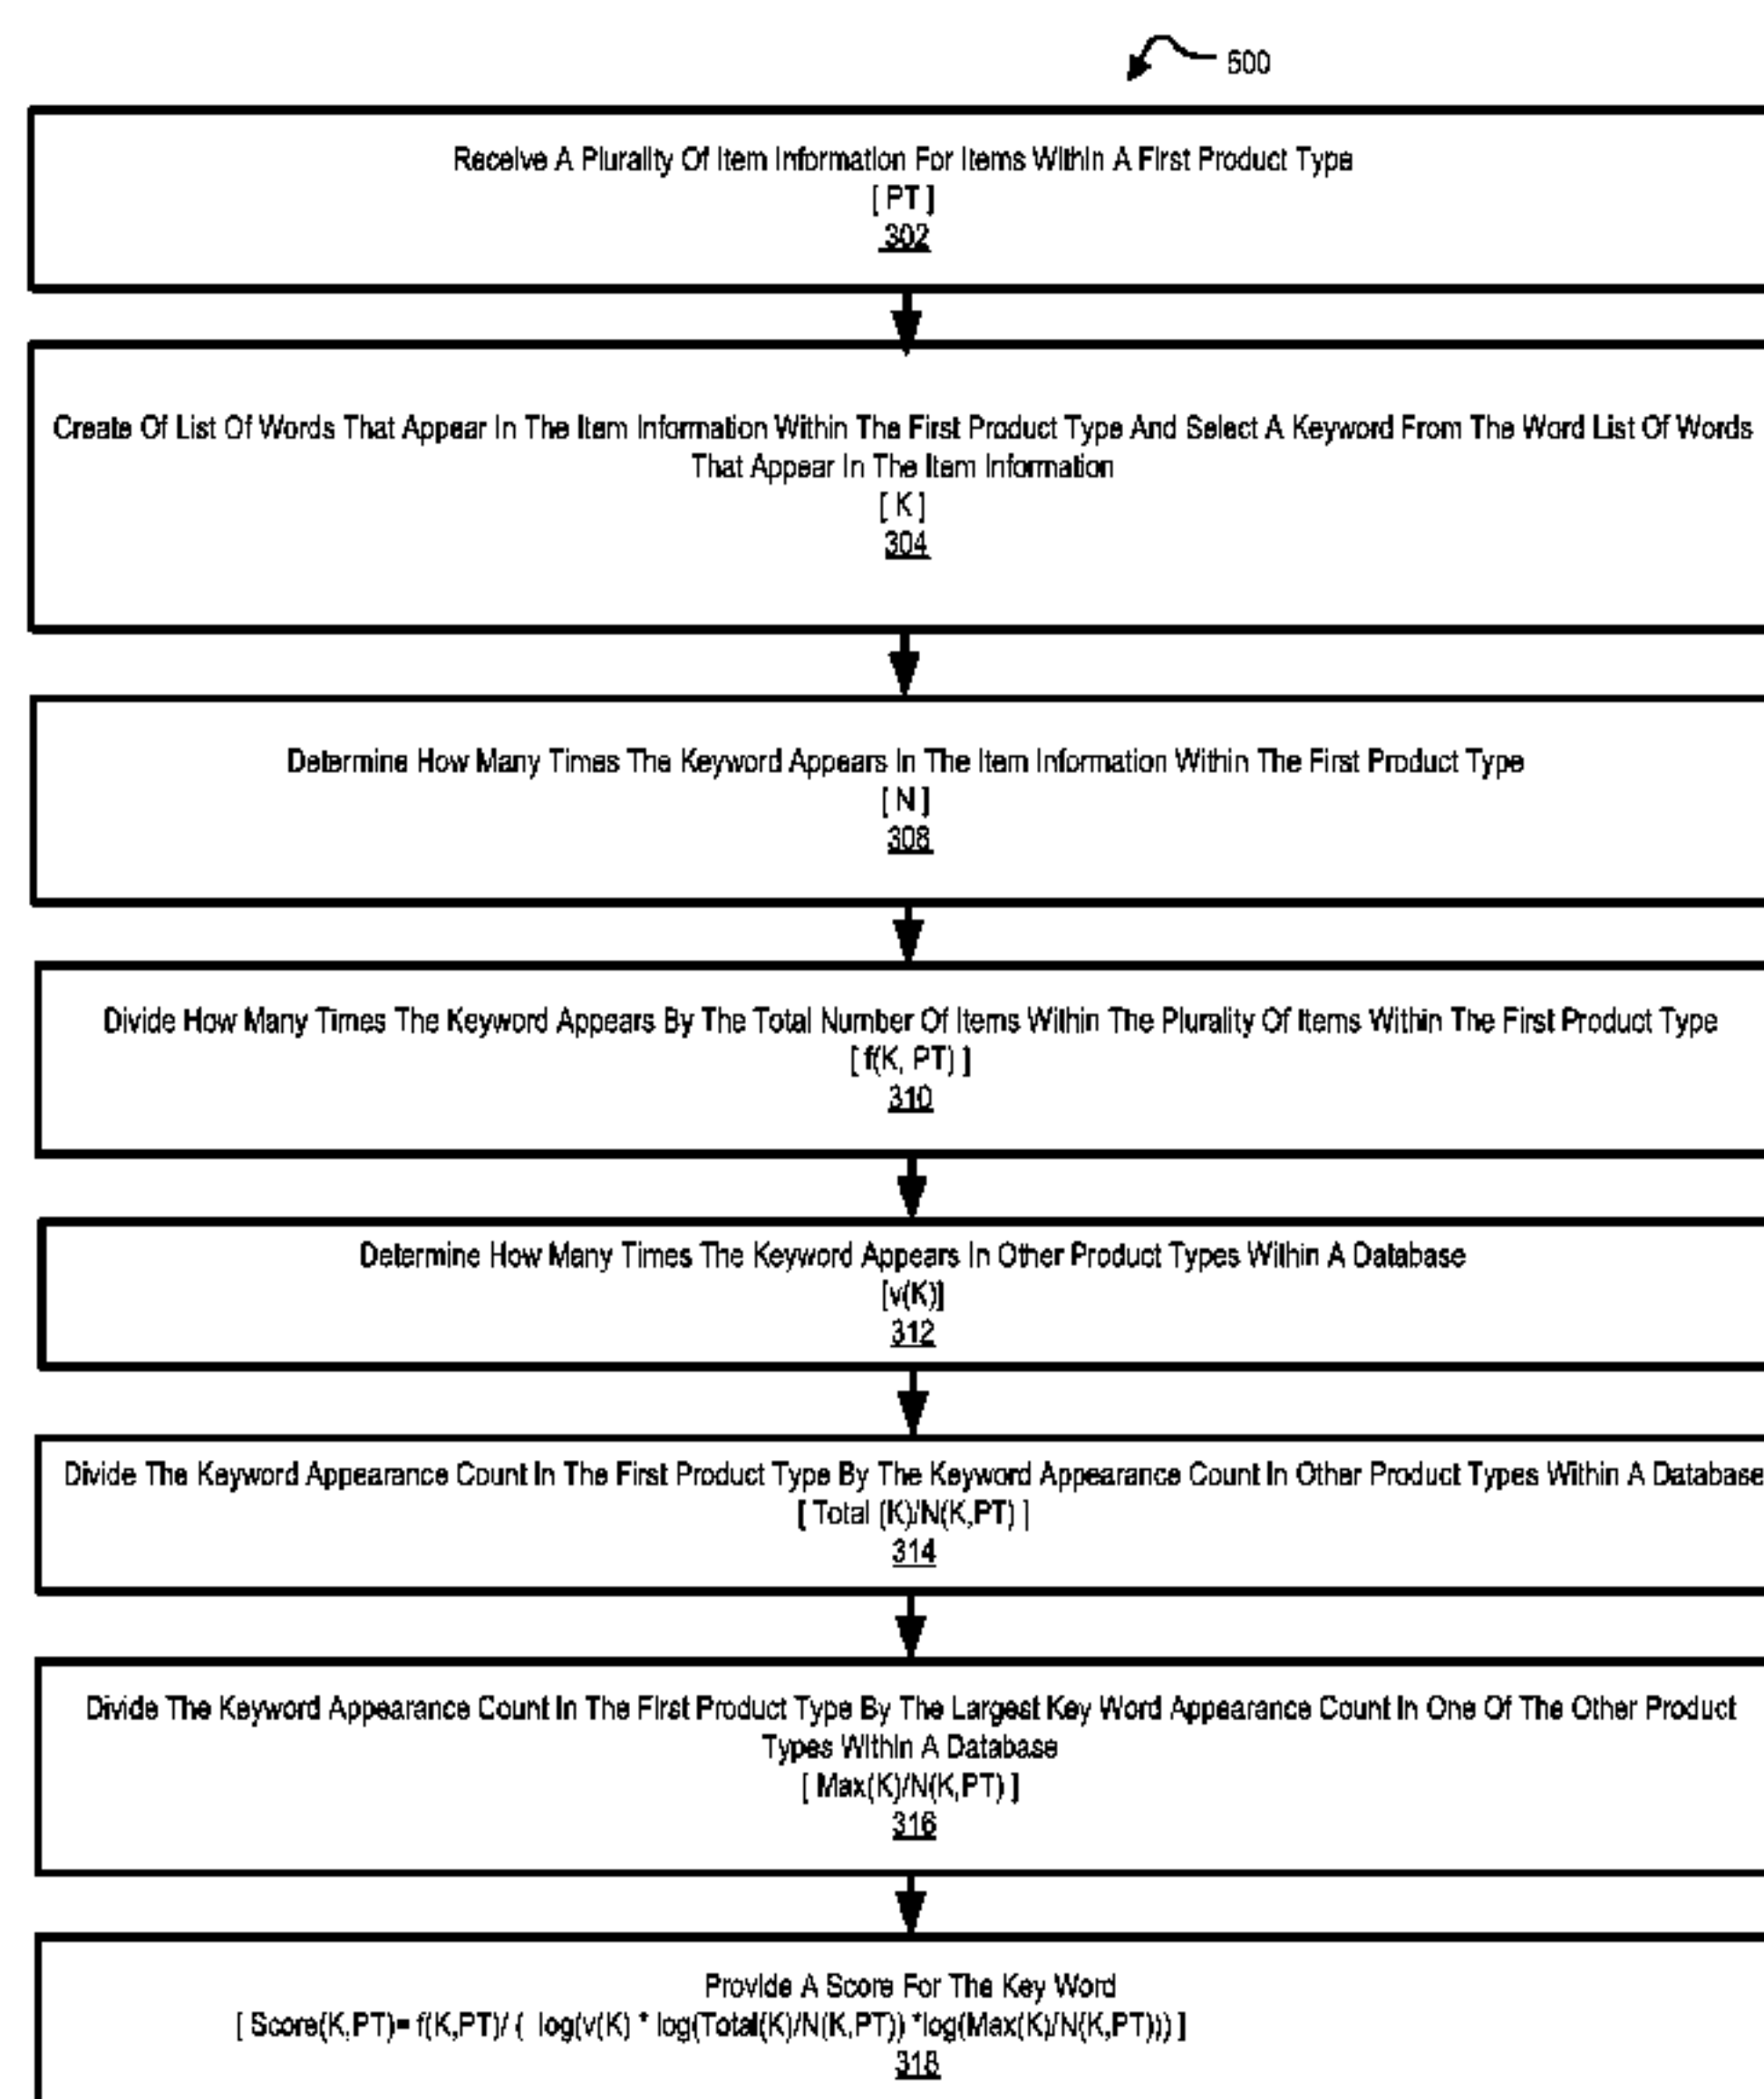 500
Receive A Plurality Of Item Information For Items Within A First Product Type
[ PT ]
302
Create Of List Of Words That Appear In The Item Information Within The First Product Type And Select A Keyword From The Word List Of Words
That Appear In The Item Information
[ K ]
304
Determine How Many Times The Keyword Appears In The Item Information Within The First Product Type
[ N ]
308
Divide How Many Times The Keyword Appears By The Total Number Of Items Within The Plurality Of Items Within The First Product Type
[ f(K, PT) ]
310
Determine How Many Times The Keyword Appears In Other Product Types Within A Database
[v(K)]
312
Divide The Keyword Appearance Count In The First Product Type By The Keyword Appearance Count In Other Product Types Within A Database
[ Total (K)/N(K,PT) ]
314
Divide The Keyword Appearance Count In The First Product Type By The Largest Key Word Appearance Count In One Of The Other Product
Types Within A Database
[ Max(K)/N(K,PT) ]
316
Provide A Score For The Key Word
[ Score(K,PT)= f(K,PT)/ ( log(v(K) * log(Total(K)/N(K,PT)) *log(Max(K)/N(K,PT))) ]
318